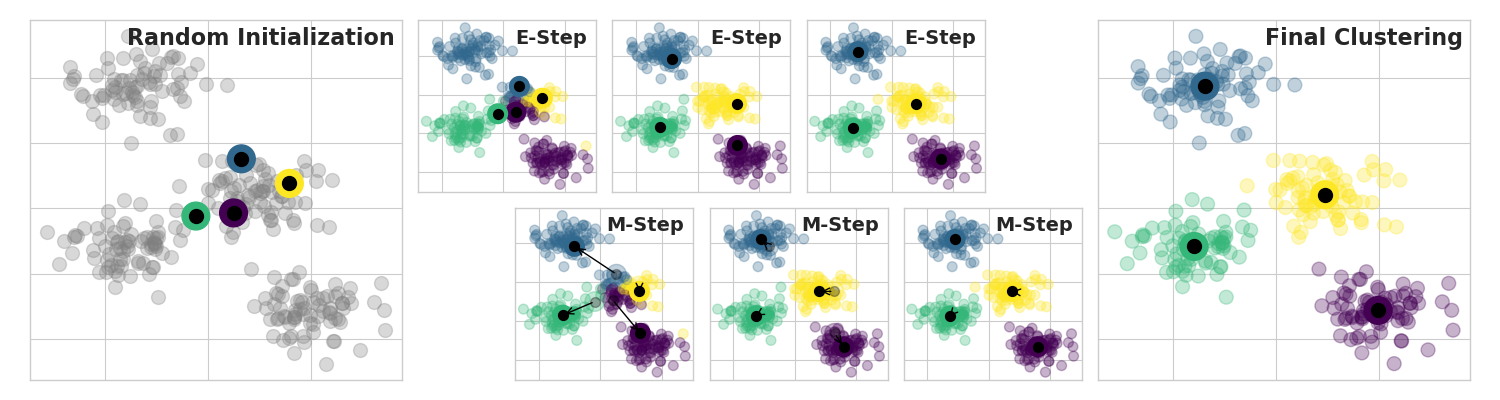 Random Initialization
E-Step
E-Step
E-Step
M-Step
M-Step
M-Step
Final Clustering